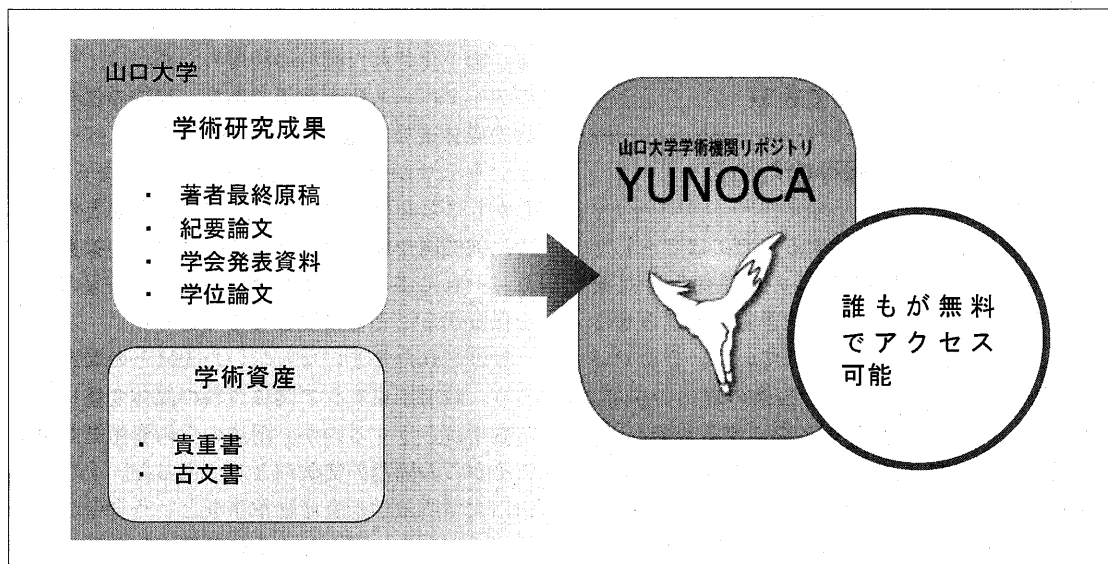 山口大学
学術研究成果
・ 著者最終原稿
・ 紀要論文
・ 学会発表資料
・ 学位論文
学術資産
・ 貴重書
・ 古文書
山口大学学術機関リポジトリ
YUNOCA
誰もが無料
でアクセス
可能